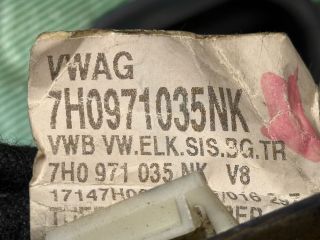 VWAG
7H0971035NK
VWB VW.ELK.SIS.BG.TR
7H0 971 035 NK V8